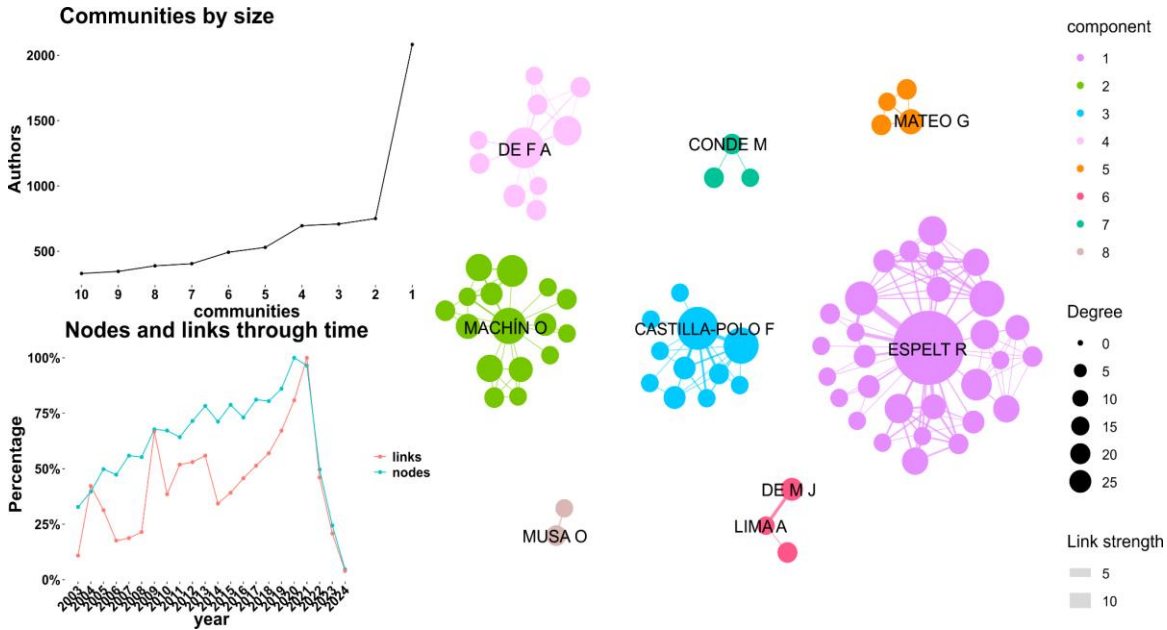 Communities by size
2000
1500
1000
500
Authors
10 9 8 7 6 5 4 3 2 1
communities
Nodes and links through time
100%
75%
50%
25%
0%
Percentage
2003 2004 2005 2006 2007 2008 2009 2010 2011 2012 2013 2014 2015 2016 2017 2018 2019 2020 2021 2022 2023 2024
year
links
nodes
DE F A
CONDE M
MATEO G
MACHÍN O
CASTILLA-POLO F
ESPELT R
MUSA O
DE M J
LIMA A
component
1
2
3
4
5
6
7
8
Degree
0
5
10
15
20
25
Link strength
5
10